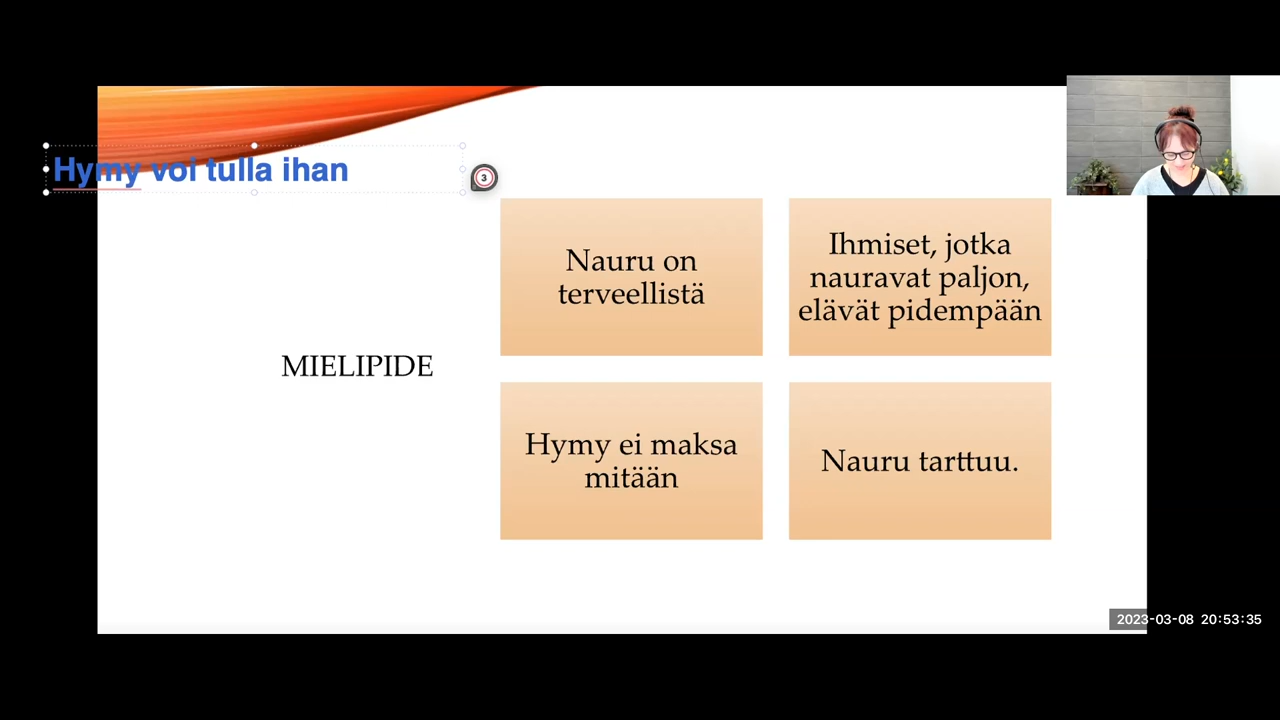 Hymy voi tulla ihan
3
Nauru on
terveellistä
Ihmiset, jotka
nauravat paljon,
elävät pidempään
MIELIPIDE
Hymy ei maksa
mitään
Nauru tarttuu.
2023-03-08 20:53:35